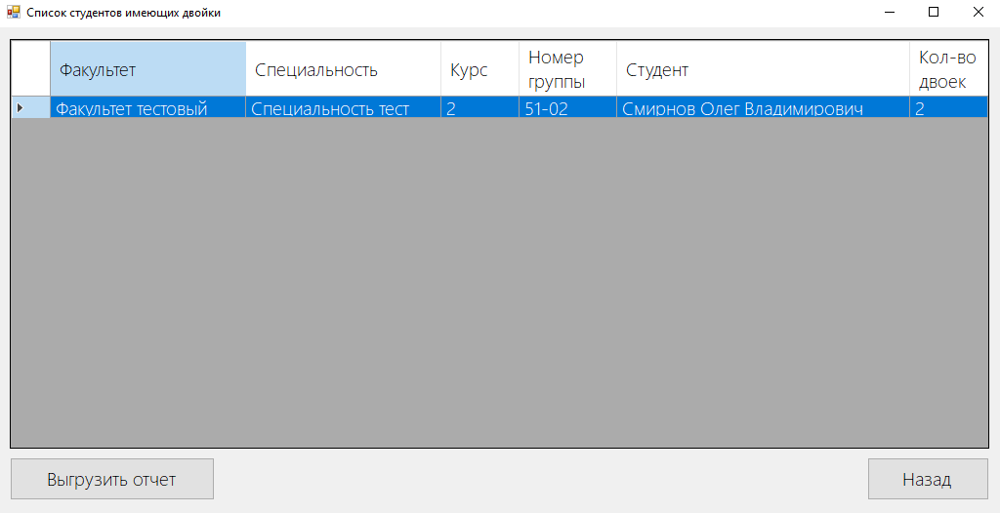 Список студентов имеющих двойки
Факультет Специальность Курс Номер группы Студент Кол-во двоек
Факультет тестовый Специальность тест 2 51-02 Смирнов Олег Владимирович 2
Выгрузить отчет Назад